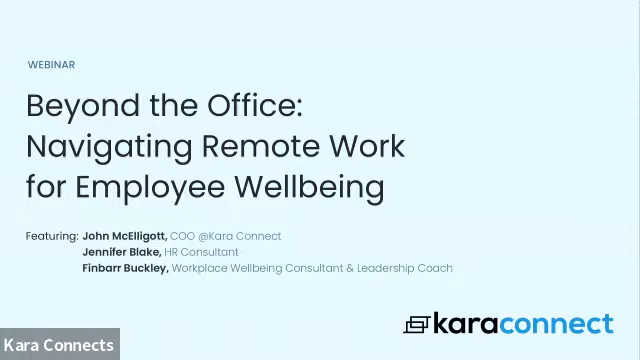 WEBINAR
Beyond the Office:
Navigating Remote Work
for Employee Wellbeing
Featuring: John McElligott, COO @Kara Connect
Jennifer Blake, HR Consultant
Finbarr Buckley, Workplace Wellbeing Consultant & Leadership Coach
karaconnect
Kara Connects